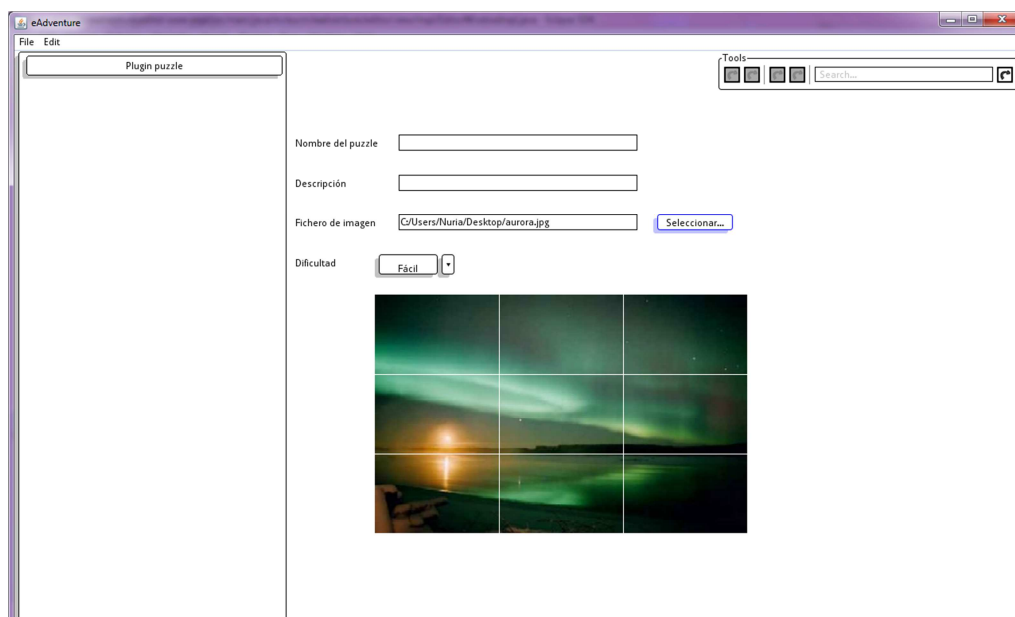 eAdventure
File Edit
Plugin puzzle
Tools
Search...
Nombre del puzzle
Descripción
Fichero de imagen C:/Users/Nuria/Desktop/aurora.jpg Seleccionar...
Dificultad Fácil